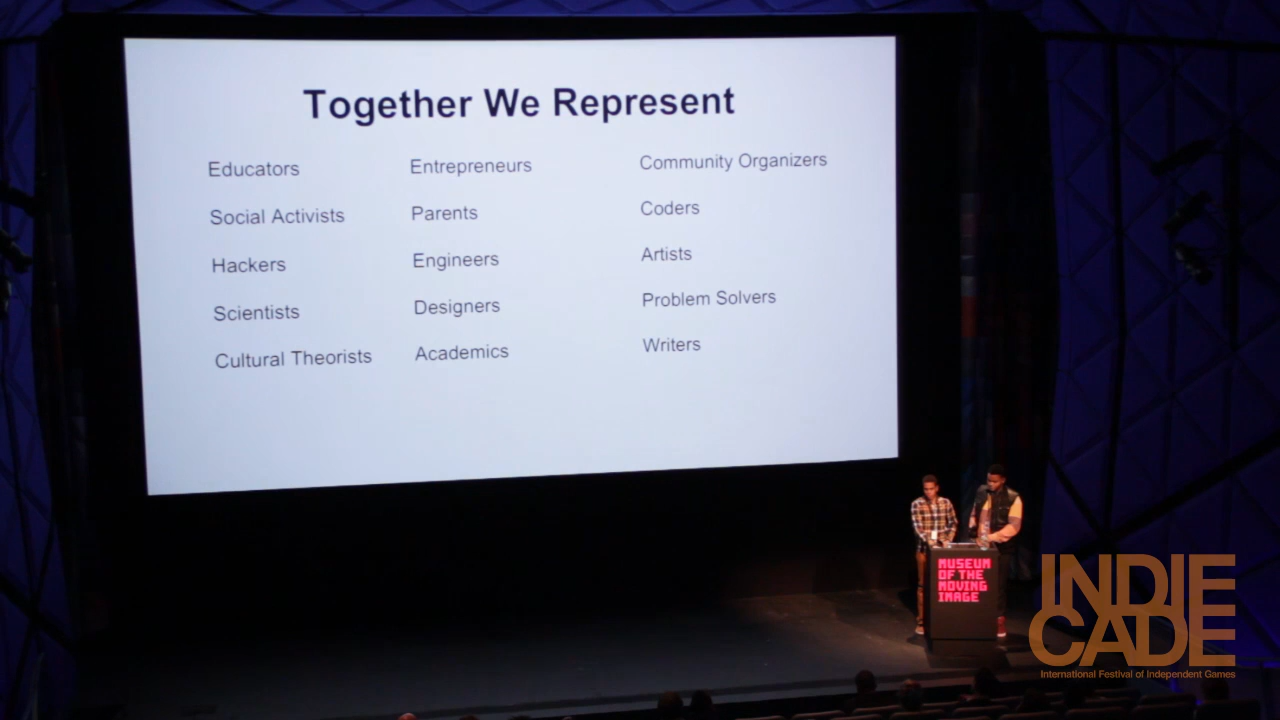 Together We Represent
Educators
Social Activists
Hackers
Scientists
Cultural Theorists
Entrepreneurs
Parents
Engineers
Designers
Academics
Community Organizers
Coders
Artists
Problem Solvers
Writers
MUSEUM
OF THE
MOVING
IMAGE
INDIE
CADE
International Festival of Independent Games